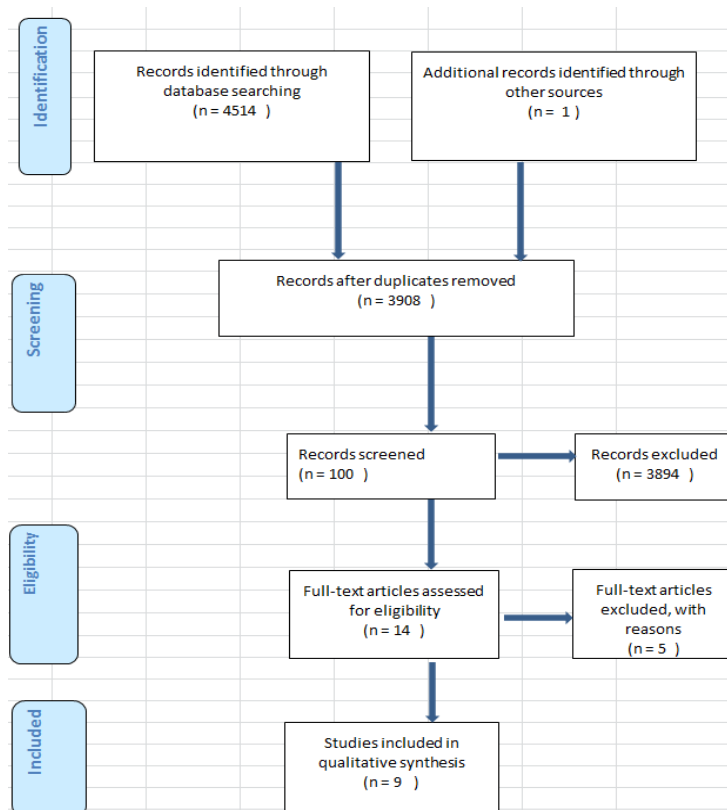 Identification
Records identified through
database searching
(n = 4514 )
Additional records identified through
other sources
(n = 1 )
Screening
Records after duplicates removed
(n = 3908 )
Records screened
(n = 100 )
Records excluded
(n = 3894 )
Eligibility
Full-text articles assessed
for eligibility
(n = 14 )
Full-text articles
excluded, with
reasons
(n = 5 )
Included
Studies included in
qualitative synthesis
(n = 9 )